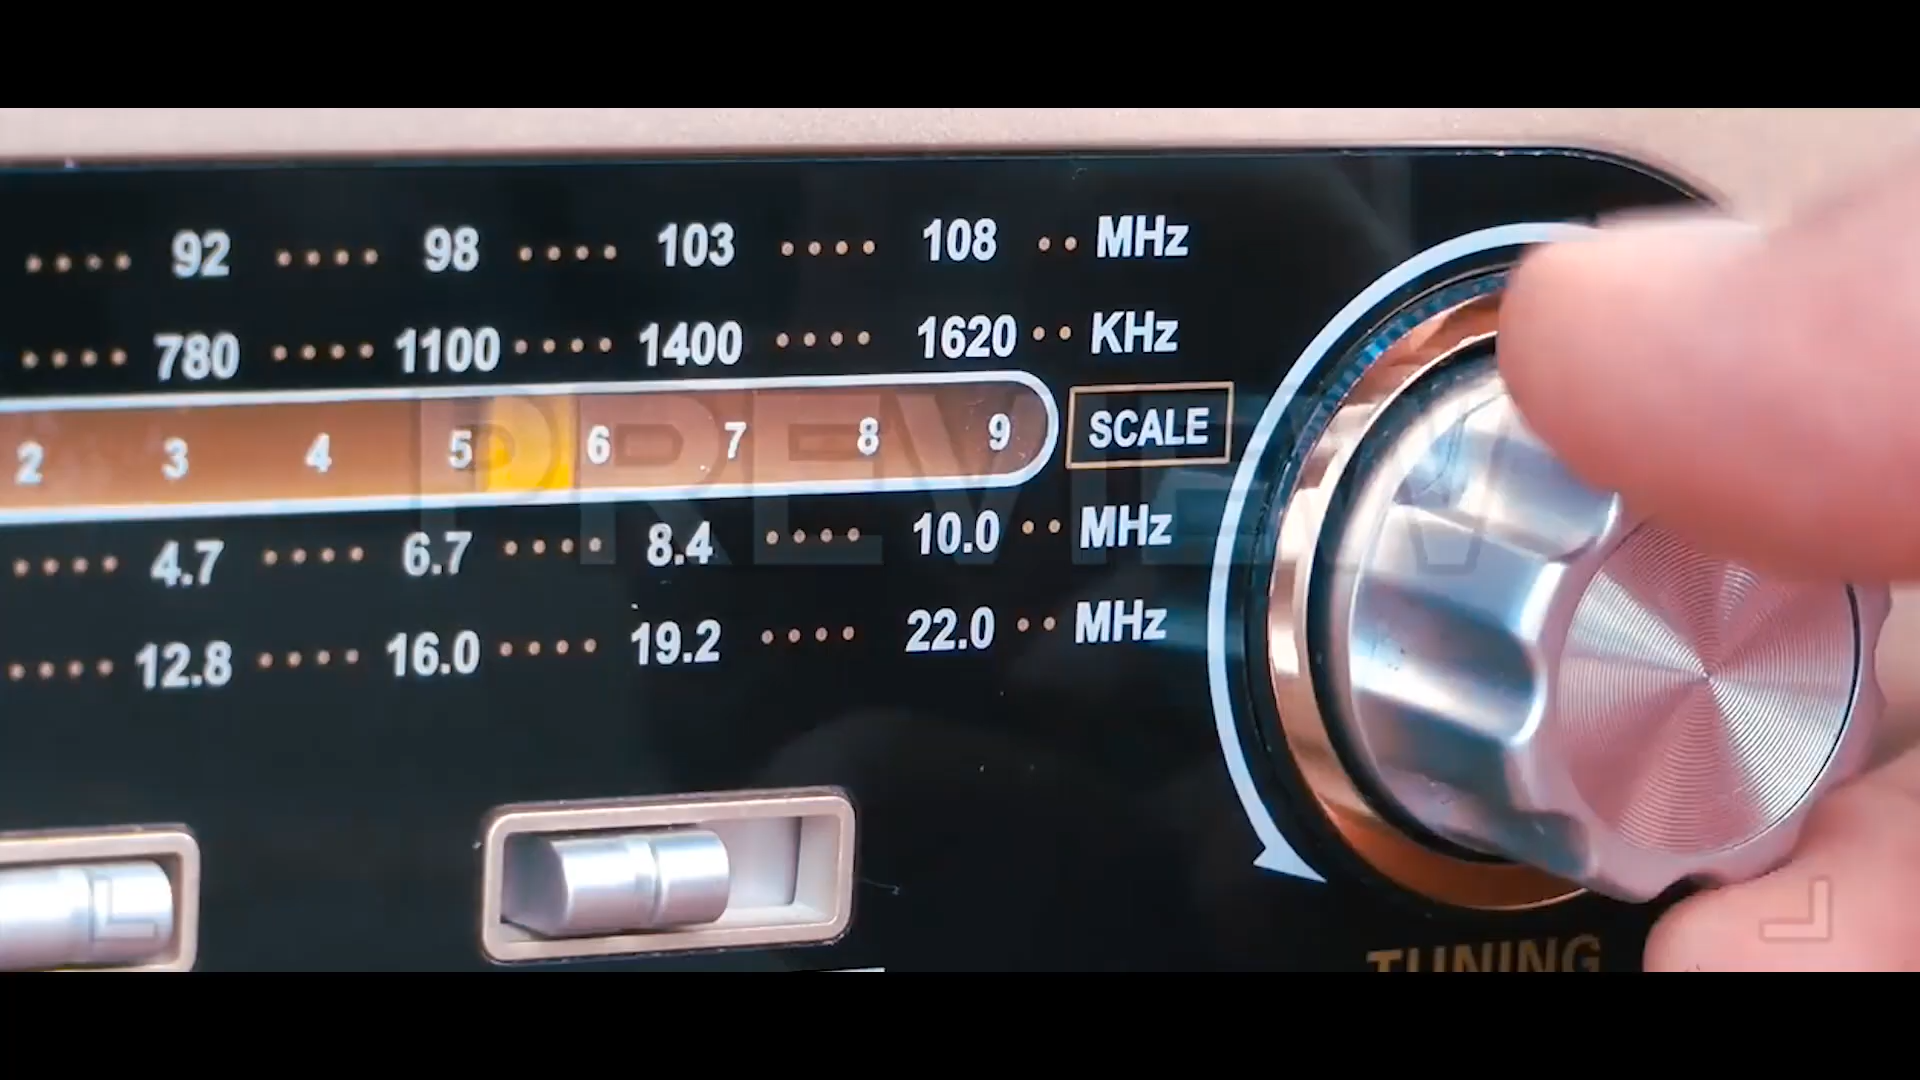 .... 92 .... 98 .... 103 .... 108 .. MHz
.... 780 .... 1100 .... 1400 .... 1620 .. KHz
2 3 4 5 6 7 8 9 SCALE
PREVIEW
.... 4.7 .... 6.7 .... 8.4 .... 10.0 .. MHz
.... 12.8 .... 16.0 .... 19.2 .... 22.0 .. MHz
TUNING